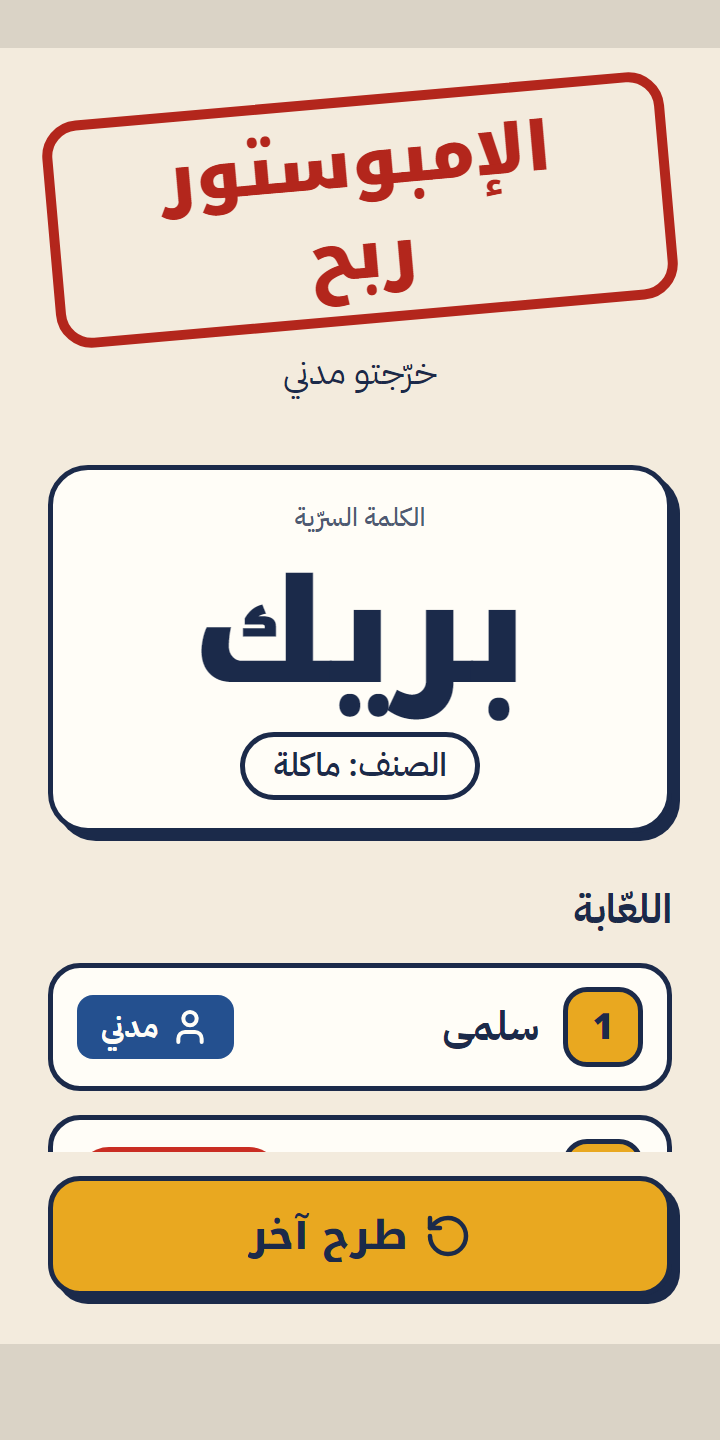 الإمبوستور
ربح
خرّجتو مدني
الكلمة السرّية
بريك
الصنف: ماكلة
اللعّابة
1
سلمى
مدني
طرح آخر